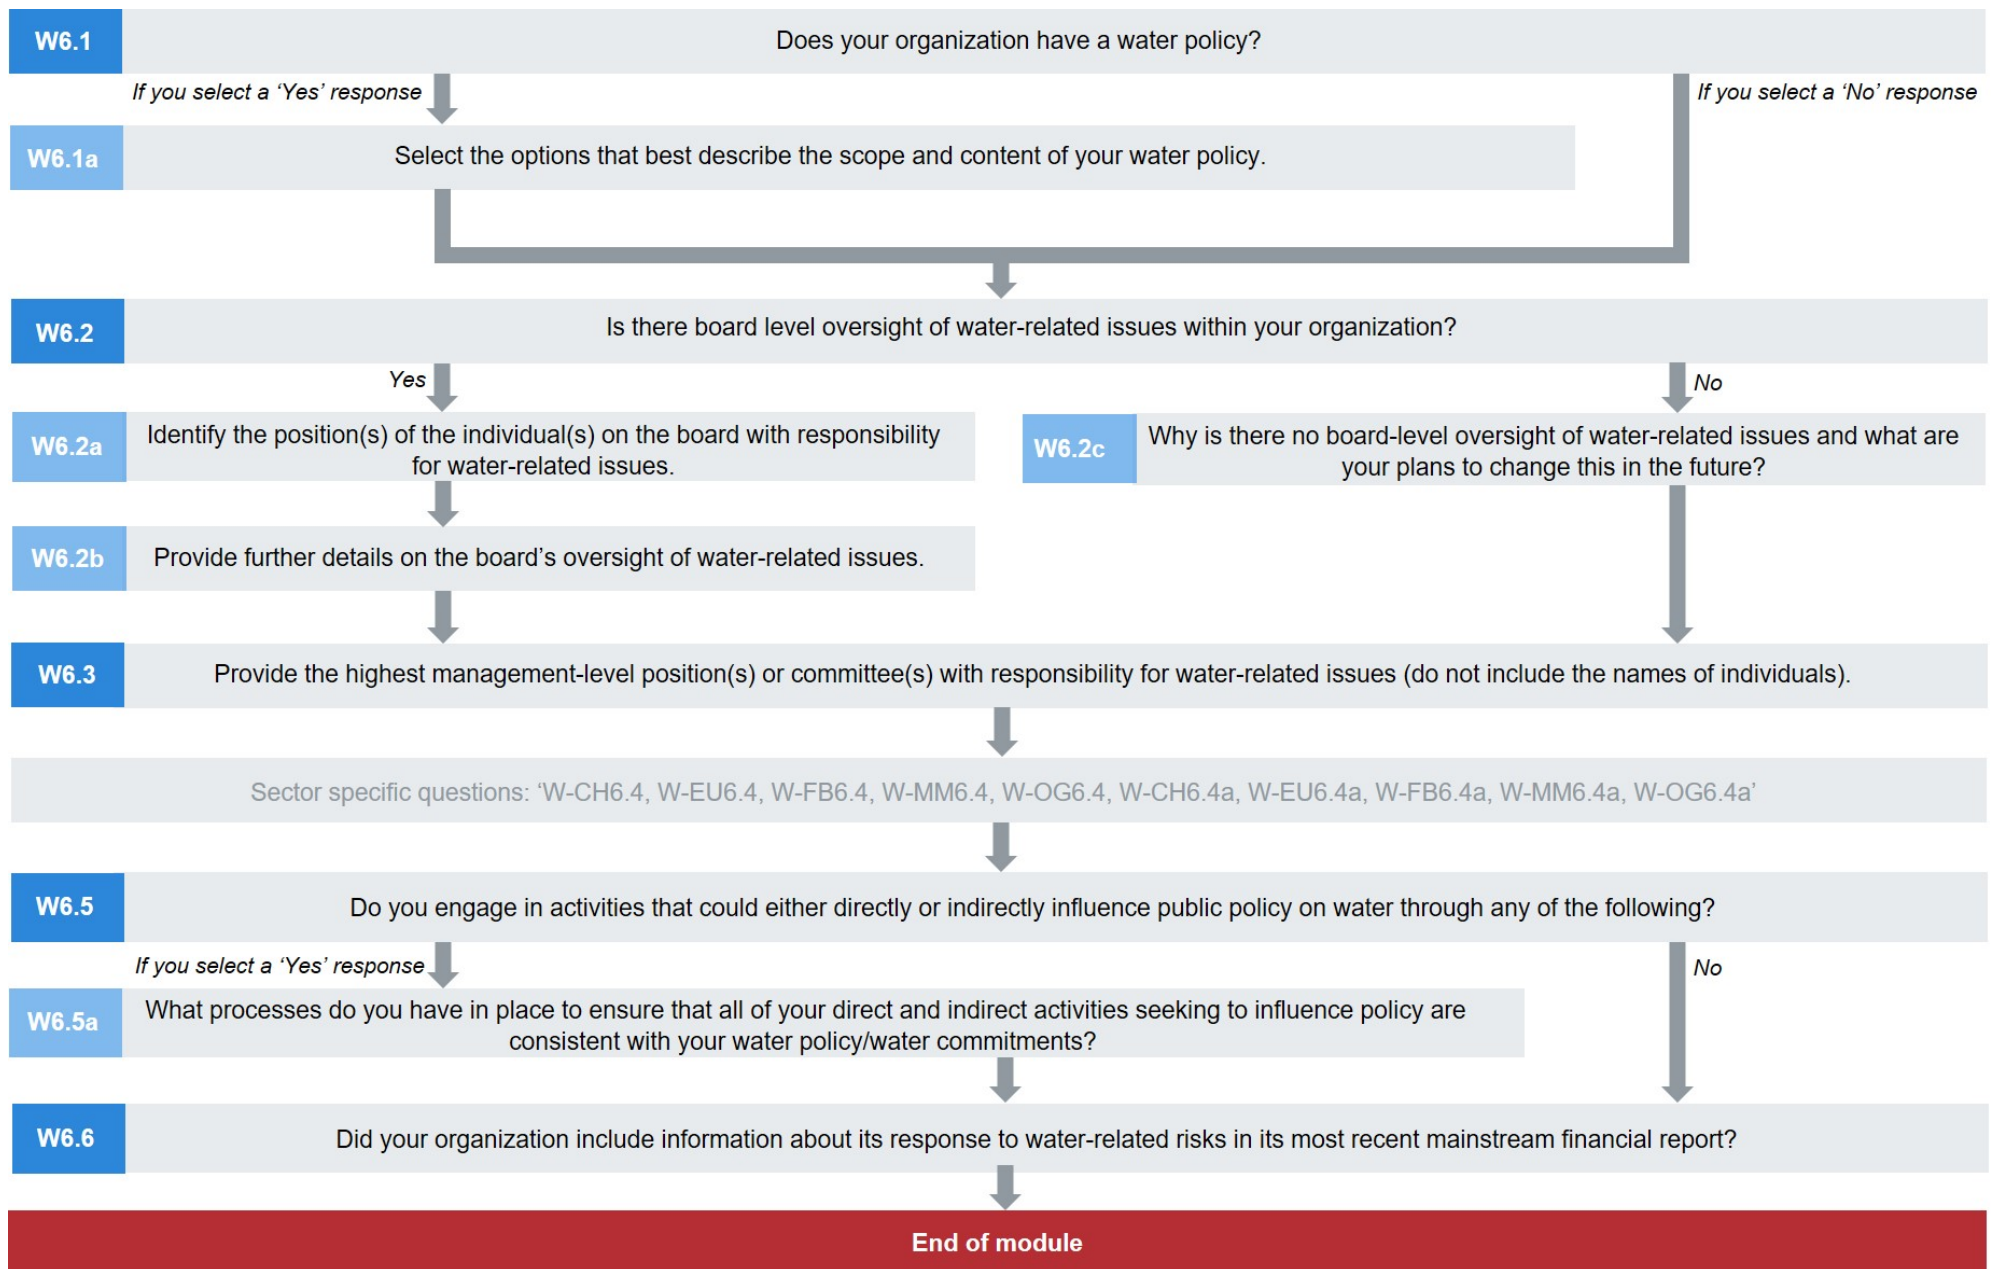 W6.1
Does your organization have a water policy?
If you select a ‘Yes’ response
If you select a ‘No’ response
W6.1a
Select the options that best describe the scope and content of your water policy.
W6.2
Is there board level oversight of water-related issues within your organization?
Yes
No
W6.2a
Identify the position(s) of the individual(s) on the board with responsibility
for water-related issues.
W6.2c
Why is there no board-level oversight of water-related issues and what are
your plans to change this in the future?
W6.2b
Provide further details on the board’s oversight of water-related issues.
W6.3
Provide the highest management-level position(s) or committee(s) with responsibility for water-related issues (do not include the names of individuals).
Sector specific questions: ‘W-CH6.4, W-EU6.4, W-FB6.4, W-MM6.4, W-OG6.4, W-CH6.4a, W-EU6.4a, W-FB6.4a, W-MM6.4a, W-OG6.4a’
W6.5
Do you engage in activities that could either directly or indirectly influence public policy on water through any of the following?
If you select a ‘Yes’ response
No
W6.5a
What processes do you have in place to ensure that all of your direct and indirect activities seeking to influence policy are
consistent with your water policy/water commitments?
W6.6
Did your organization include information about its response to water-related risks in its most recent mainstream financial report?
End of module